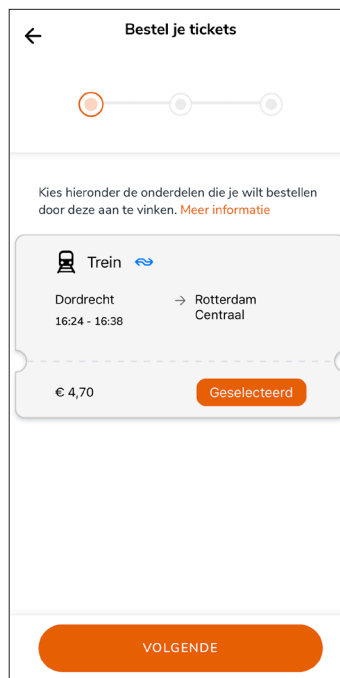 Bestel je tickets
Kies hieronder de onderdelen die je wilt bestellen
door deze aan te vinken. Meer informatie
Trein
Dordrecht → Rotterdam
Centraal
16:24 - 16:38
€ 4,70
Geselecteerd
VOLGENDE